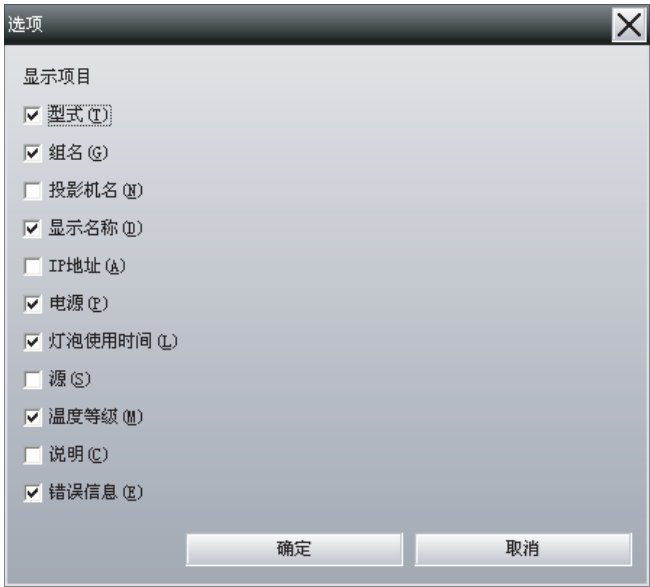 选项
显示项目
型式(T)
组名(G)
投影机名(N)
显示名称(D)
IP地址(A)
电源(P)
灯泡使用时间(L)
源(S)
温度等级(M)
说明(C)
错误信息(E)
确定
取消